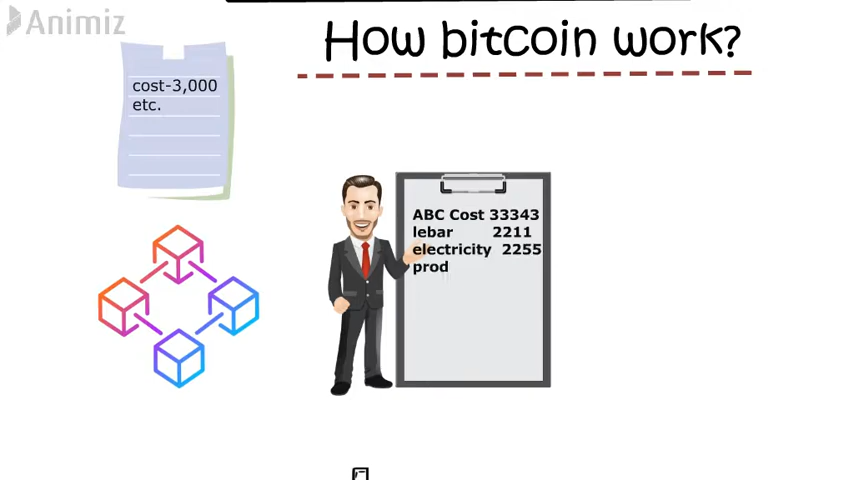 Animiz
How bitcoin work?
cost-3,000
etc.
ABC Cost 33343
lebar 2211
electricity 2255
prod